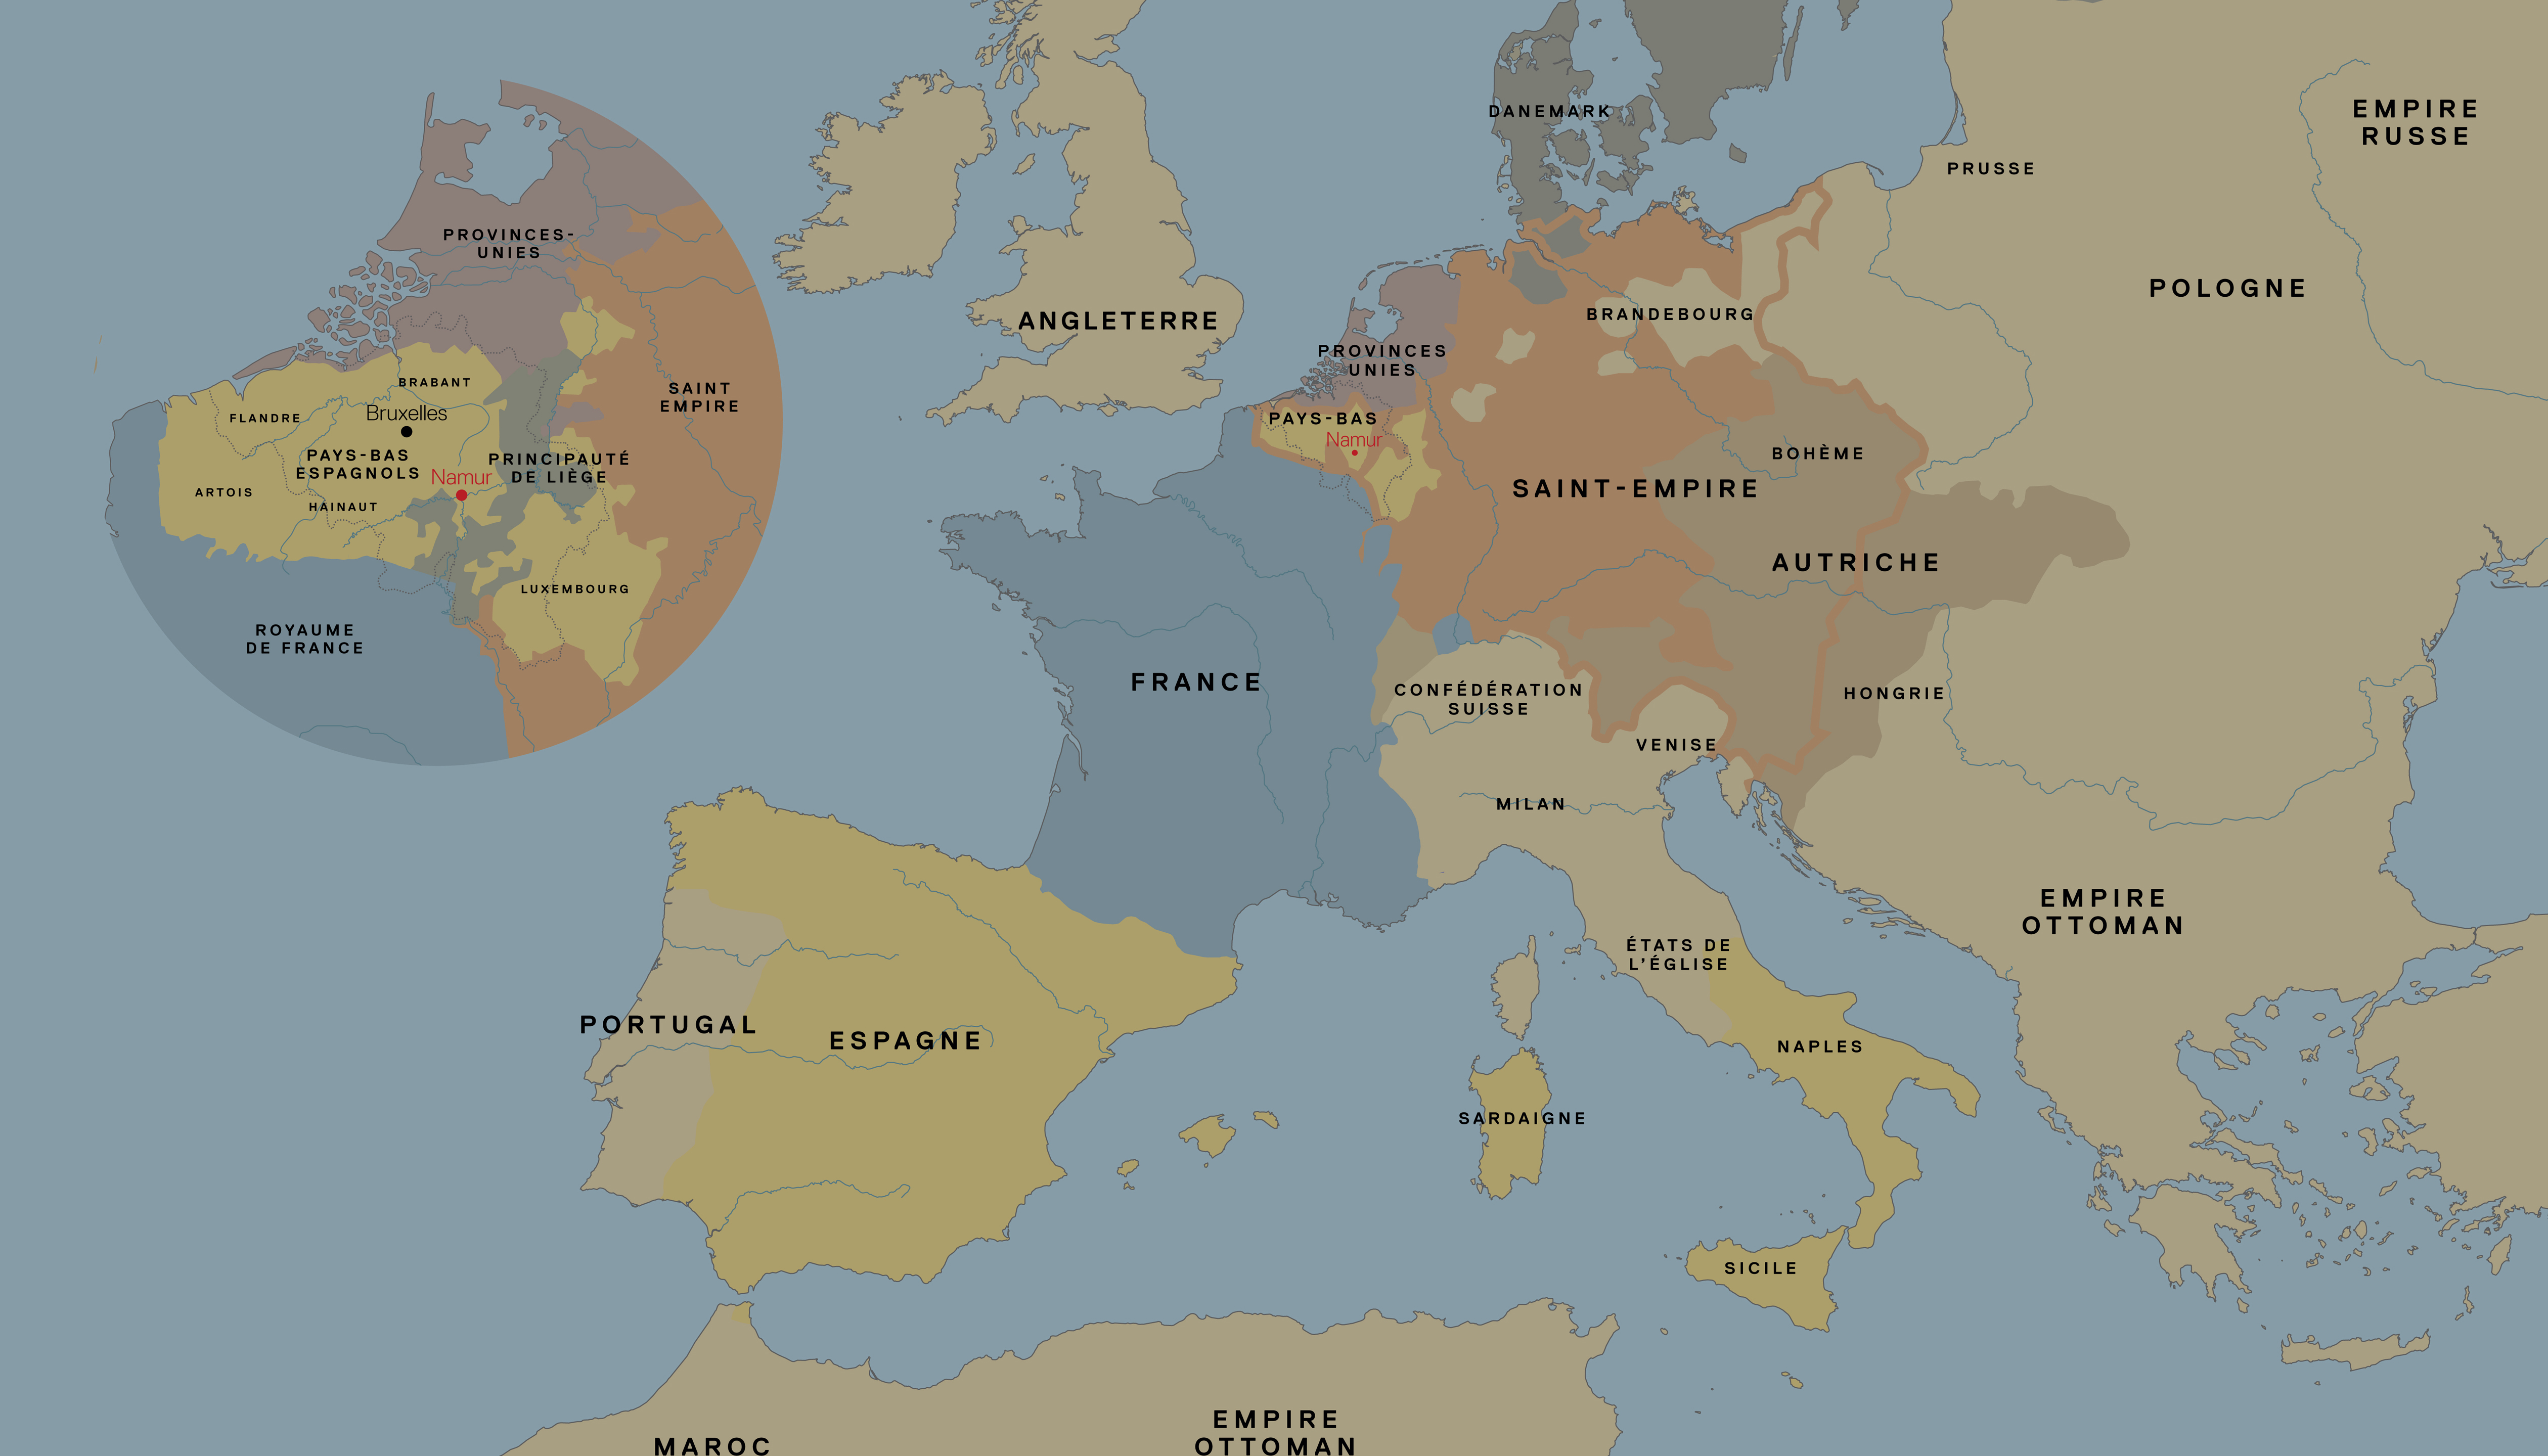 PROVINCES-
UNIES
BRABANT
FLANDRE
Bruxelles
PAYS-BAS
ESPAGNOLS
Namur
PRINCIPAUTÉ
DE LIÈGE
ARTOIS
HAINAUT
SAINT
EMPIRE
LUXEMBOURG
ROYAUME
DE FRANCE
DANEMARK
EMPIRE
RUSSE
PRUSSE
POLOGNE
ANGLETERRE
BRANDEBOURG
PROVINCES
UNIES
PAYS-BAS
Namur
BOHÈME
SAINT-EMPIRE
AUTRICHE
FRANCE
CONFÉDÉRATION
SUISSE
HONGRIE
VENISE
MILAN
EMPIRE
OTTOMAN
ÉTATS DE
L'ÉGLISE
PORTUGAL
ESPAGNE
NAPLES
SARDAIGNE
SICILE
MAROC
EMPIRE
OTTOMAN